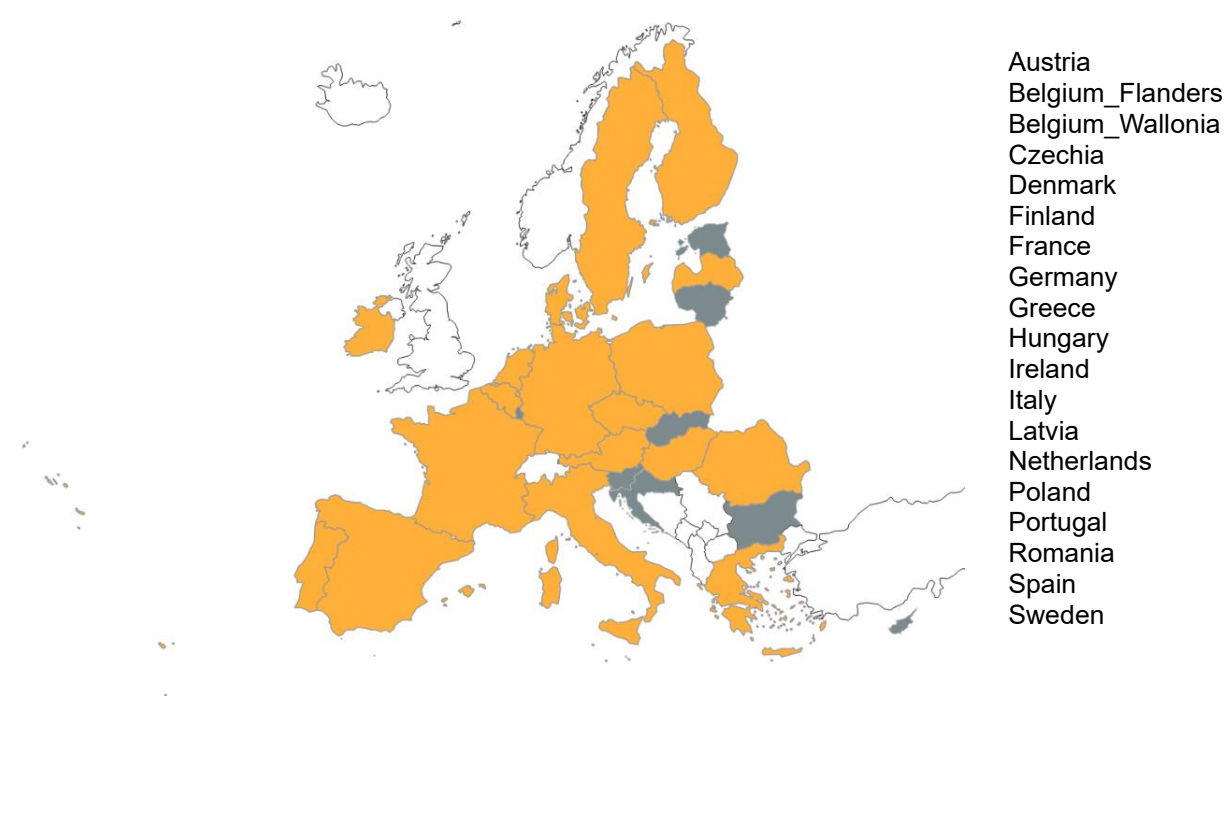 Austria
Belgium_Flanders
Belgium_Wallonia
Czechia
Denmark
Finland
France
Germany
Greece
Hungary
Ireland
Italy
Latvia
Netherlands
Poland
Portugal
Romania
Spain
Sweden